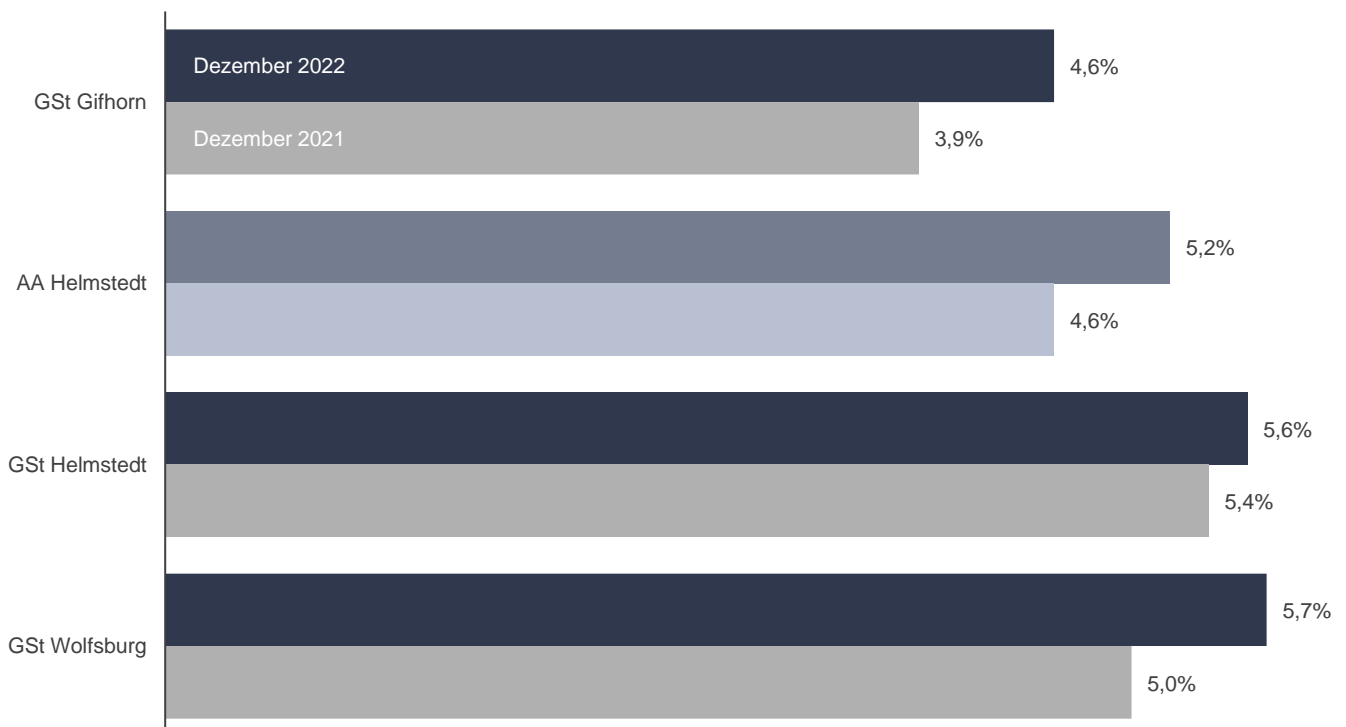 Dezember 2022
4,6%
GSt Gifhorn
Dezember 2021
3,9%
5,2%
AA Helmstedt
4,6%
5,6%
GSt Helmstedt
5,4%
5,7%
GSt Wolfsburg
5,0%